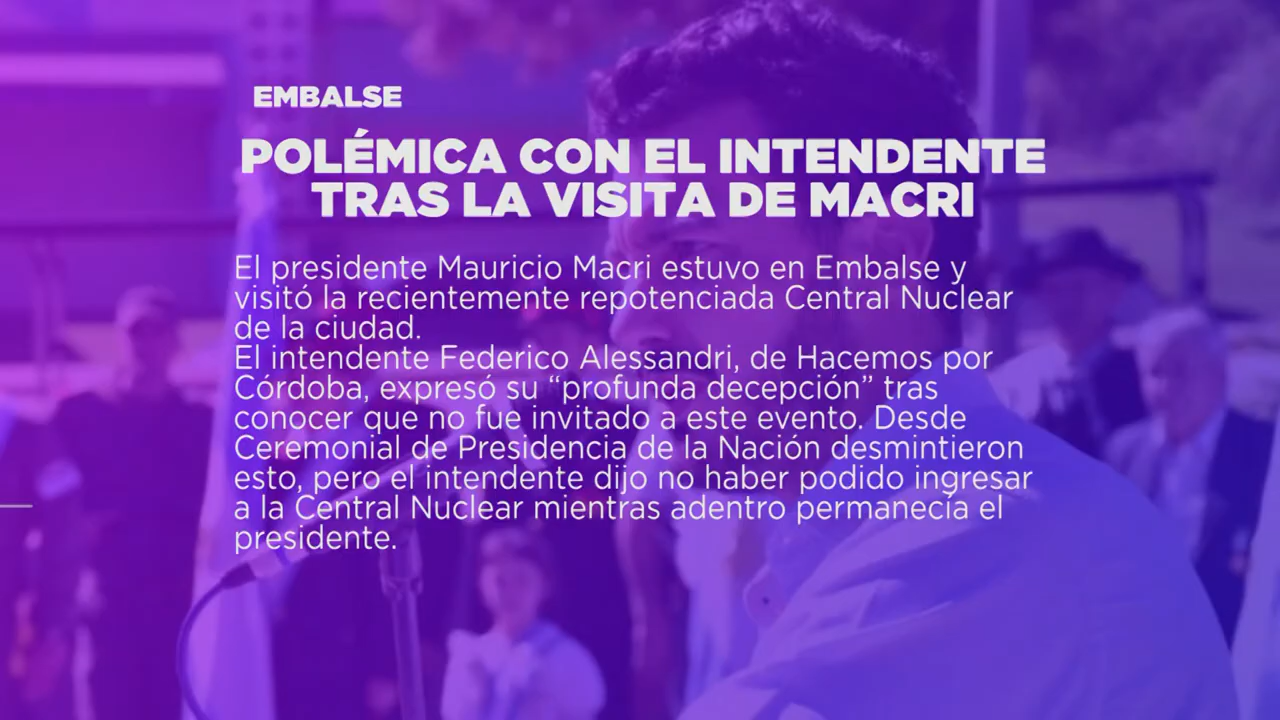 EMBALSE
POLÉMICA CON EL INTENDENTE
TRAS LA VISITA DE MACRI
El presidente Mauricio Macri estuvo en Embalse y
visitó la recientemente repotenciada Central Nuclear
de la ciudad.
El intendente Federico Alessandri, de Hacemos por
Córdoba, expresó su “profunda decepción” tras
conocer que no fue invitado a este evento. Desde
Ceremonial de Presidencia de la Nación desmintieron
esto, pero el intendente dijo no haber podido ingresar
a la Central Nuclear mientras adentro permanecía el
presidente.